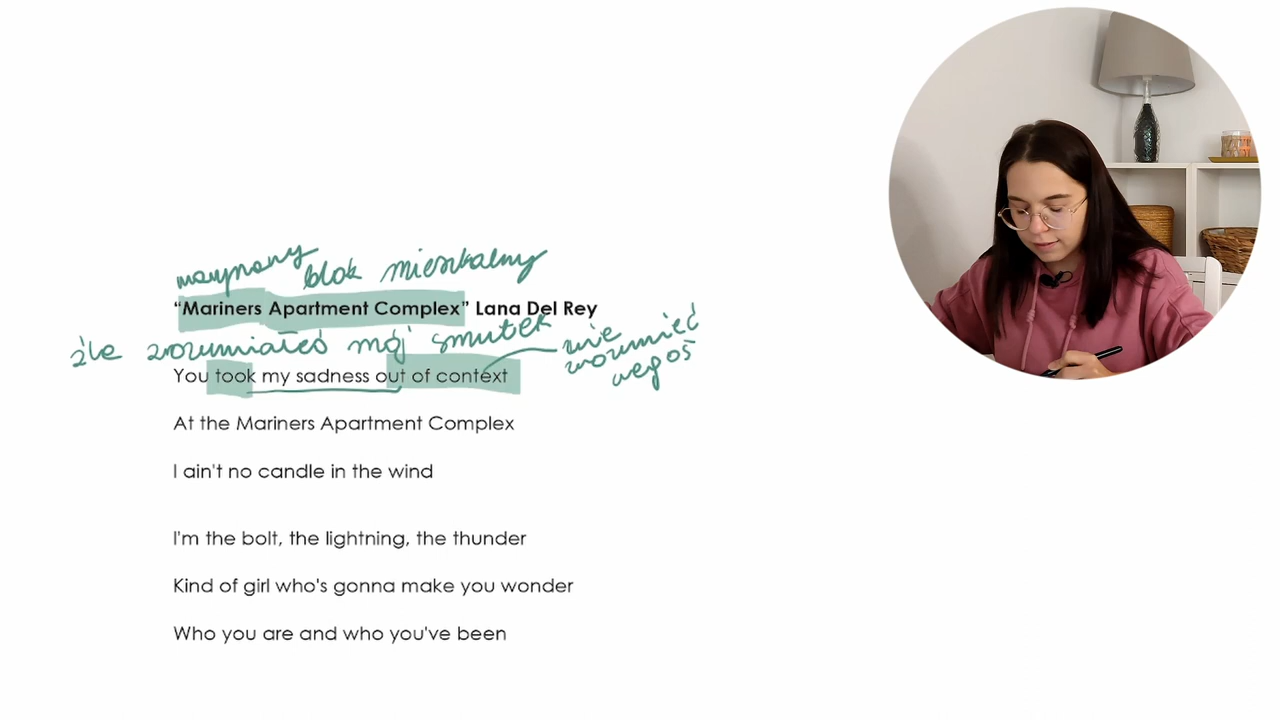 marynarz blok mieszkalny
“Mariners Apartment Complex” Lana Del Rey
źle zrozumiałeś mój smutek
nie
zrozumieć
czegoś
You took my sadness out of context
At the Mariners Apartment Complex
I ain't no candle in the wind
I'm the bolt, the lightning, the thunder
Kind of girl who's gonna make you wonder
Who you are and who you've been